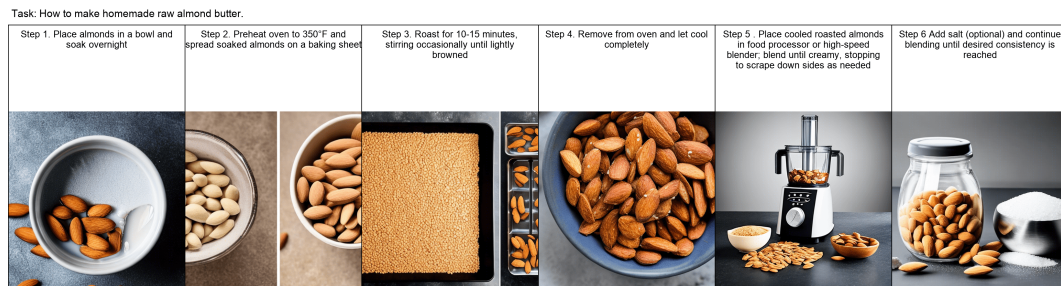 Task: How to make homemade raw almond butter.
Step 1. Place almonds in a bowl and
soak overnight
Step 2. Preheat oven to 350°F and
spread soaked almonds on a baking sheet
Step 3. Roast for 10-15 minutes,
stirring occasionally until lightly
browned
Step 4. Remove from oven and let cool
completely
Step 5 . Place cooled roasted almonds
in food processor or high-speed
blender; blend until creamy, stopping
to scrape down sides as needed
Step 6 Add salt (optional) and continue
blending until desired consistency is
reached